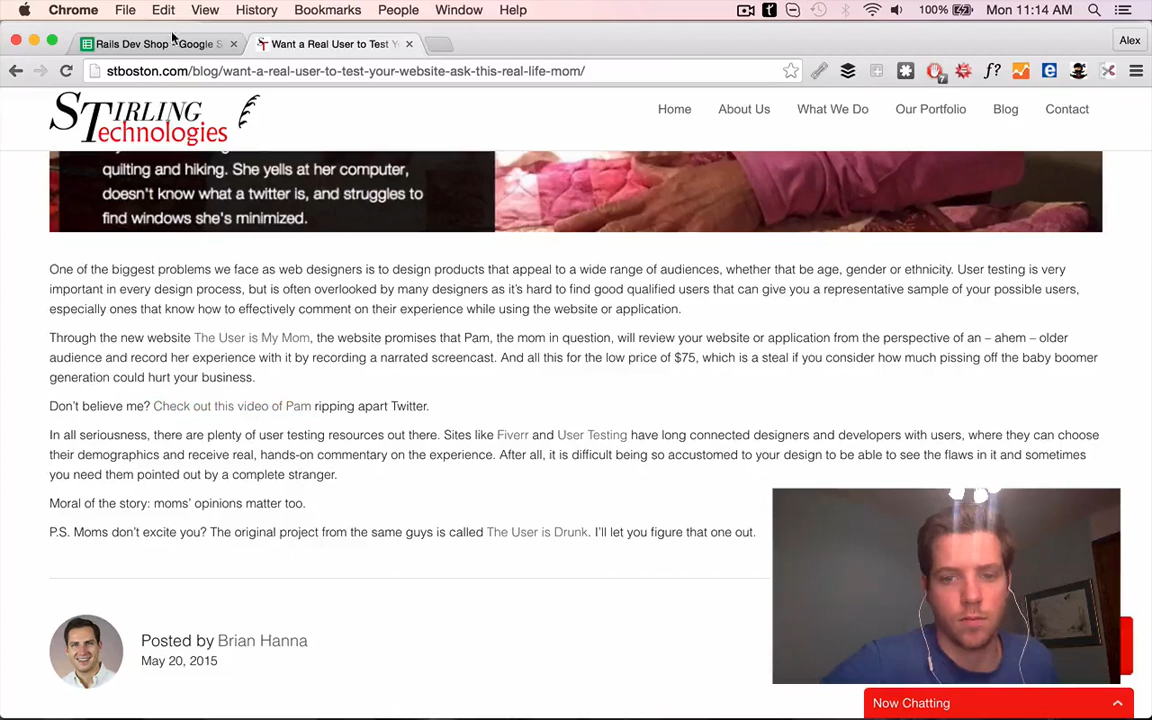 Chrome File Edit View History Bookmarks People Window Help 100% Mon 11:14 AM
Rails Dev Shop - Google S
Want a Real User to Test Y
Alex
stboston.com/blog/want-a-real-user-to-test-your-website-ask-this-real-life-mom/
STIRLING
Technologies
Home About Us What We Do Our Portfolio Blog Contact
quilting and hiking. She yells at her computer,
doesn't know what a twitter is, and struggles to
find windows she's minimized.
One of the biggest problems we face as web designers is to design products that appeal to a wide range of audiences, whether that be age, gender or ethnicity. User testing is very
important in every design process, but is often overlooked by many designers as it's hard to find good qualified users that can give you a representative sample of your possible users,
especially ones that know how to effectively comment on their experience while using the website or application.
Through the new website The User is My Mom, the website promises that Pam, the mom in question, will review your website or application from the perspective of an – ahem – older
audience and record her experience with it by recording a narrated screencast. And all this for the low price of $75, which is a steal if you consider how much pissing off the baby boomer
generation could hurt your business.
Don't believe me? Check out this video of Pam ripping apart Twitter.
In all seriousness, there are plenty of user testing resources out there. Sites like Fiverr and User Testing have long connected designers and developers with users, where they can choose
their demographics and receive real, hands-on commentary on the experience. After all, it is difficult being so accustomed to your design to be able to see the flaws in it and sometimes
you need them pointed out by a complete stranger.
Moral of the story: moms' opinions matter too.
P.S. Moms don't excite you? The original project from the same guys is called The User is Drunk. I'll let you figure that one out.
Posted by Brian Hanna
May 20, 2015
Now Chatting